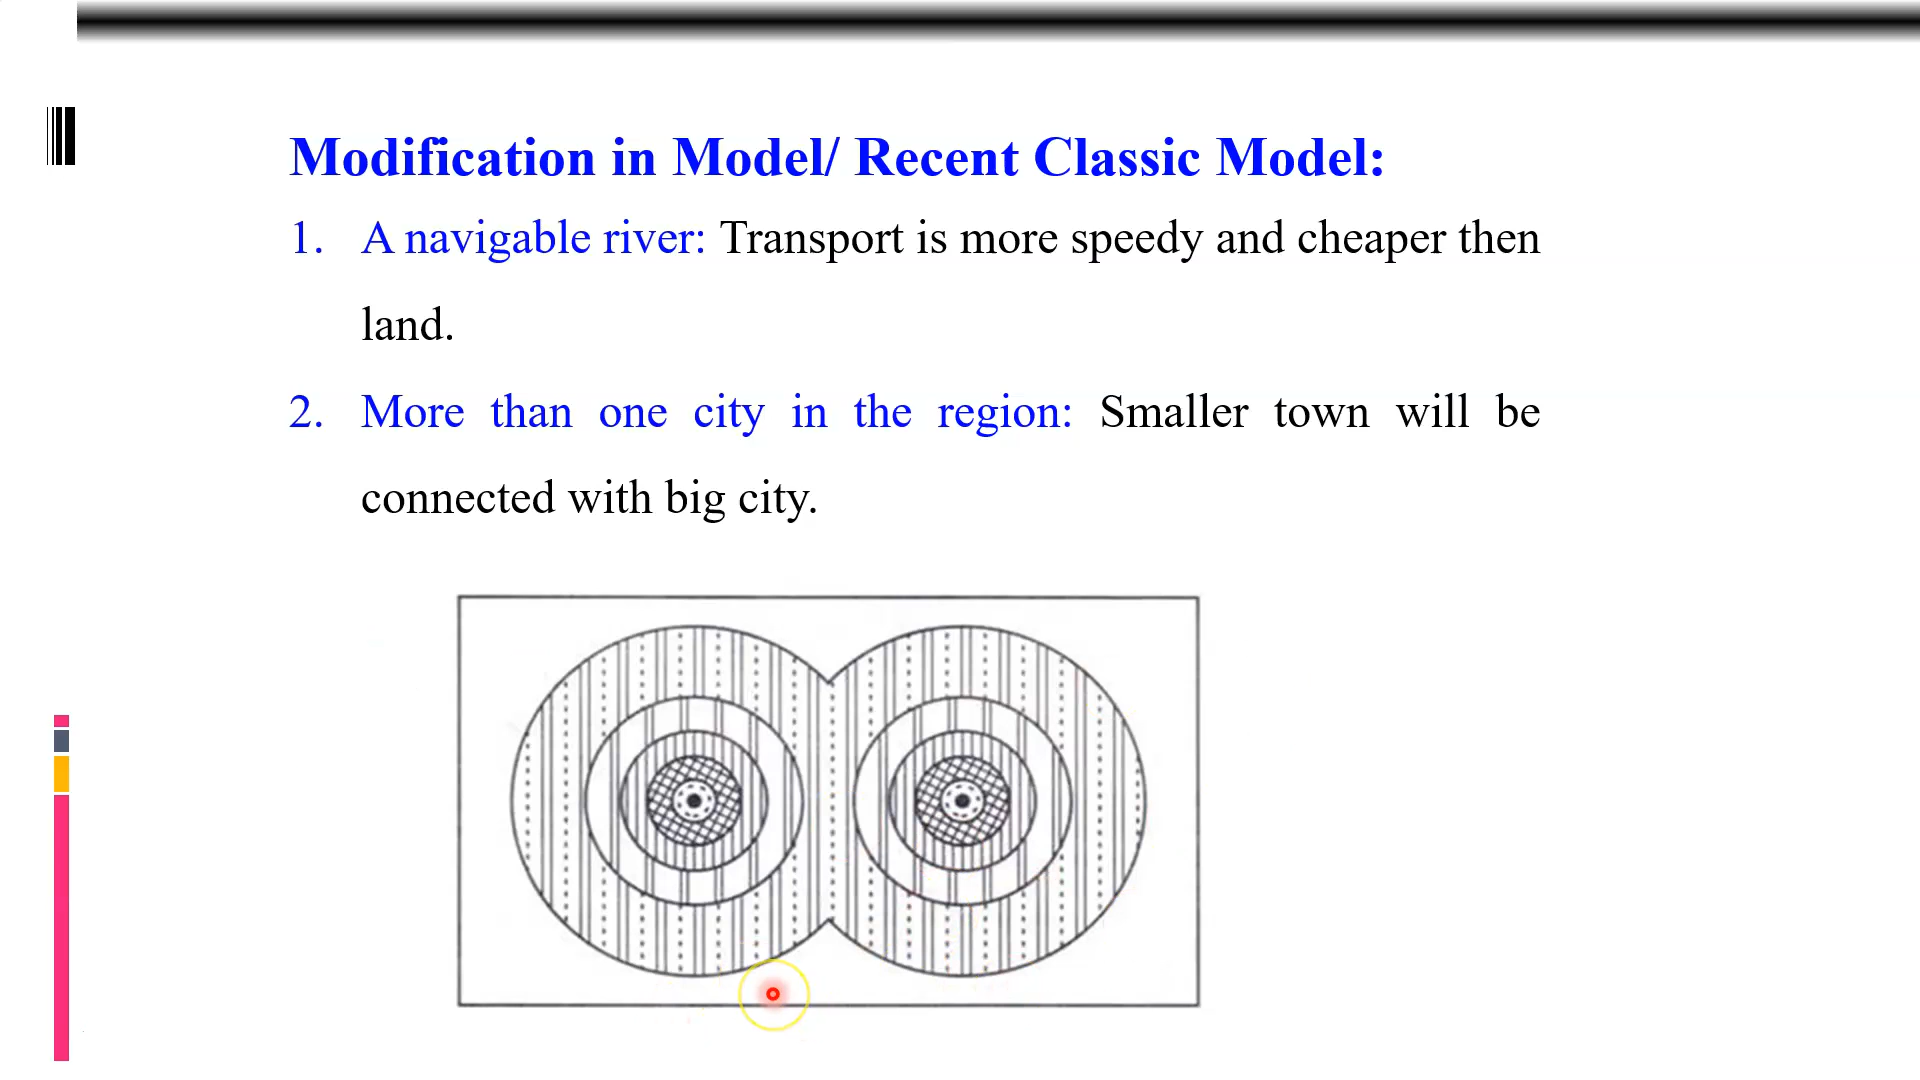 Modification in Model/ Recent Classic Model:
1. A navigable river: Transport is more speedy and cheaper then
land.
2. More than one city in the region: Smaller town will be
connected with big city.